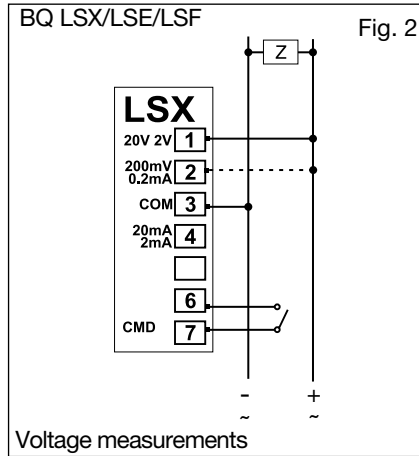 BQ LSX/LSE/LSF
Fig. 2
Z
LSX
20V 2V 1
200mV
0.2mA 2
COM 3
20mA
2mA 4
6
CMD 7
- +
~ ~
Voltage measurements